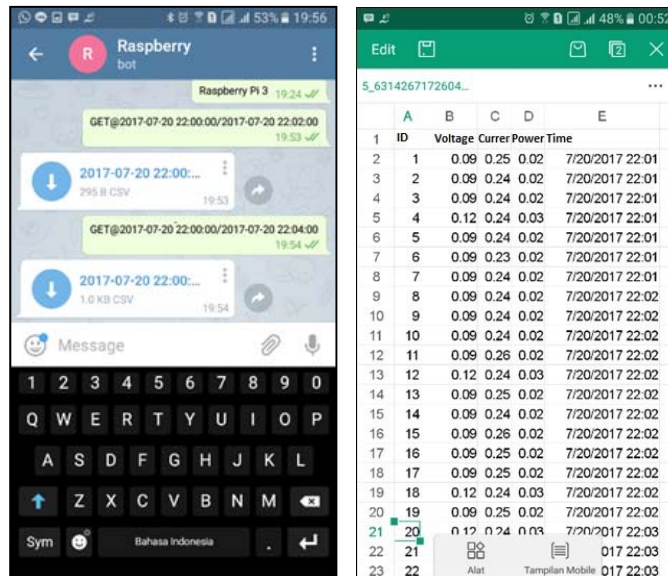 53% 19:56
R Raspberry
bot
Raspberry Pi 3 19:24
GET@2017-07-20 22:00:00/2017-07-20 22:02:00
19:53
2017-07-20 22:00:...
295 B CSV
19:53
GET@2017-07-20 22:00:00/2017-07-20 22:04:00
19:54
2017-07-20 22:00:...
1.0 KB CSV
19:54
Message
1 2 3 4 5 6 7 8 9 0
Q W E R T Y U I O P
A S D F G H J K L
Z X C V B N M
Sym Bahasa Indonesia .
48% 00:52
Edit 2
5_6314267172604...
A B C D E
1 ID Voltage Currer Power Time
2 1 0.09 0.25 0.02 7/20/2017 22:01
3 2 0.09 0.24 0.02 7/20/2017 22:01
4 3 0.09 0.24 0.02 7/20/2017 22:01
5 4 0.12 0.24 0.03 7/20/2017 22:01
6 5 0.09 0.24 0.02 7/20/2017 22:01
7 6 0.09 0.23 0.02 7/20/2017 22:01
8 7 0.09 0.24 0.02 7/20/2017 22:01
9 8 0.09 0.24 0.02 7/20/2017 22:02
10 9 0.09 0.24 0.02 7/20/2017 22:02
11 10 0.09 0.24 0.02 7/20/2017 22:02
12 11 0.09 0.26 0.02 7/20/2017 22:02
13 12 0.12 0.24 0.03 7/20/2017 22:02
14 13 0.09 0.25 0.02 7/20/2017 22:02
15 14 0.09 0.24 0.02 7/20/2017 22:02
16 15 0.09 0.26 0.02 7/20/2017 22:02
17 16 0.09 0.25 0.02 7/20/2017 22:02
18 17 0.09 0.25 0.02 7/20/2017 22:02
19 18 0.12 0.24 0.03 7/20/2017 22:02
20 19 0.09 0.25 0.02 7/20/2017 22:02
21 20 0.12 0.24 0.03 7/20/2017 22:03
22 21 017 22:03
23 22 Alat Tampilan Mobile 017 22:03